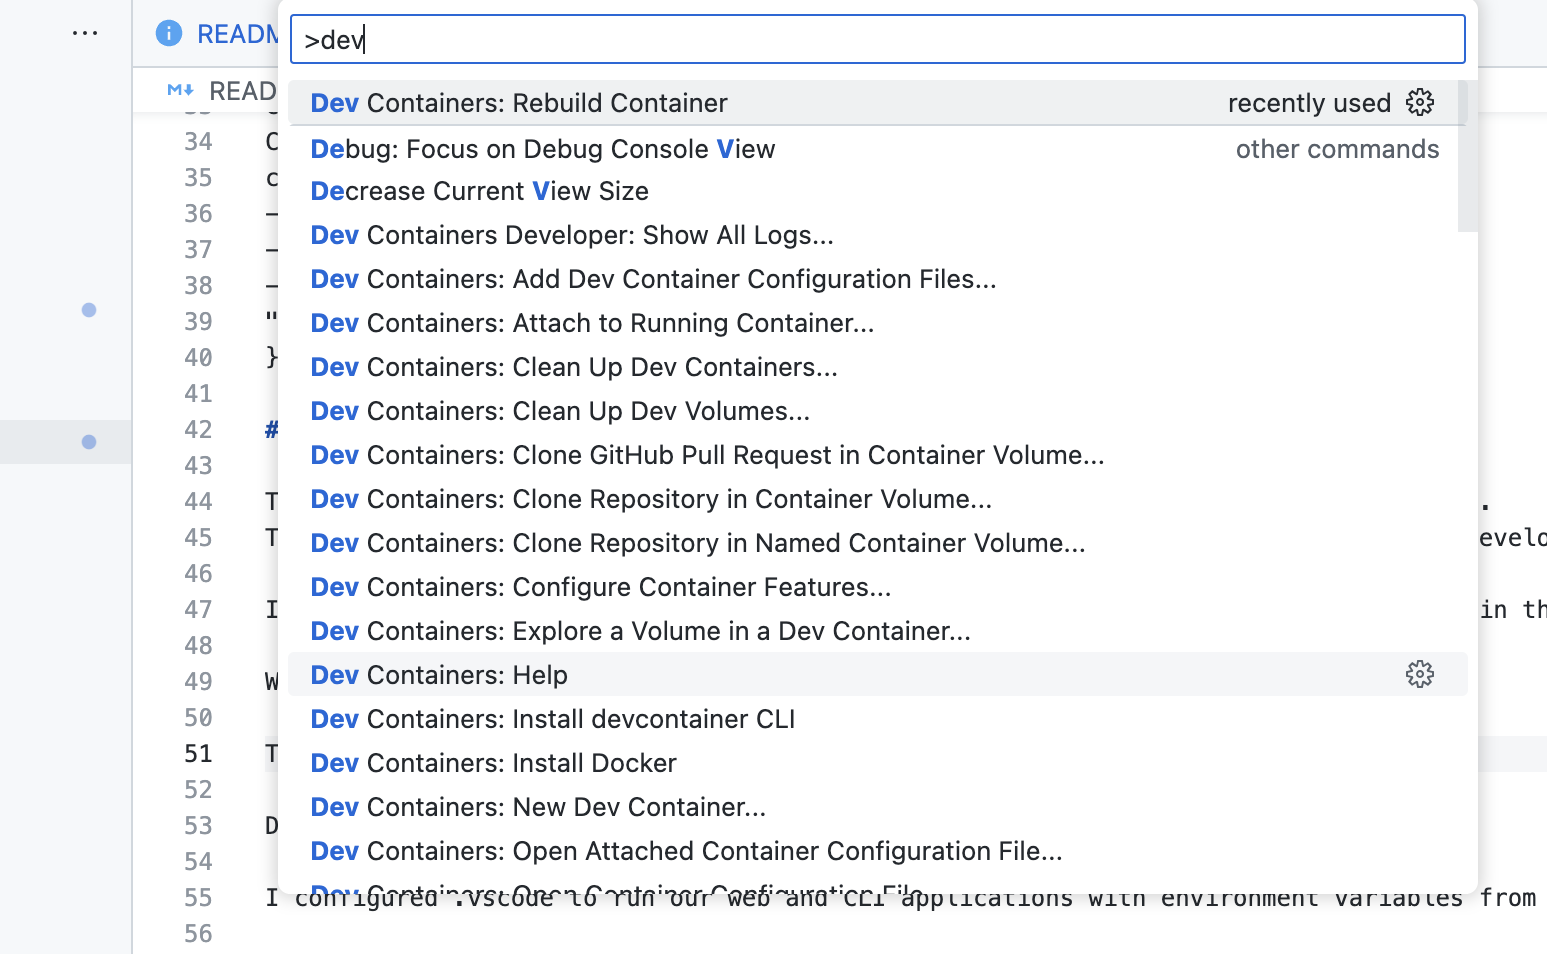 ...
READM
>dev
READ
Dev Containers: Rebuild Container recently used
34 C
Debug: Focus on Debug Console View other commands
35 c
Decrease Current View Size
36 –
Dev Containers Developer: Show All Logs...
37 –
Dev Containers: Add Dev Container Configuration Files...
38 –
Dev Containers: Attach to Running Container...
39 "
40 }
Dev Containers: Clean Up Dev Containers...
41
Dev Containers: Clean Up Dev Volumes...
42 #
Dev Containers: Clone GitHub Pull Request in Container Volume...
43
Dev Containers: Clone Repository in Container Volume...
44 T .
45 T evelo
Dev Containers: Clone Repository in Named Container Volume...
46
Dev Containers: Configure Container Features...
47 I in th
Dev Containers: Explore a Volume in a Dev Container...
48
Dev Containers: Help
49 W
50
Dev Containers: Install devcontainer CLI
51 T
Dev Containers: Install Docker
52
Dev Containers: New Dev Container...
53 D
Dev Containers: Open Attached Container Configuration File...
54
Dev Containers: Open Container Configuration File
55 I configured .vscode to run our web and CLI applications with environment variables from
56